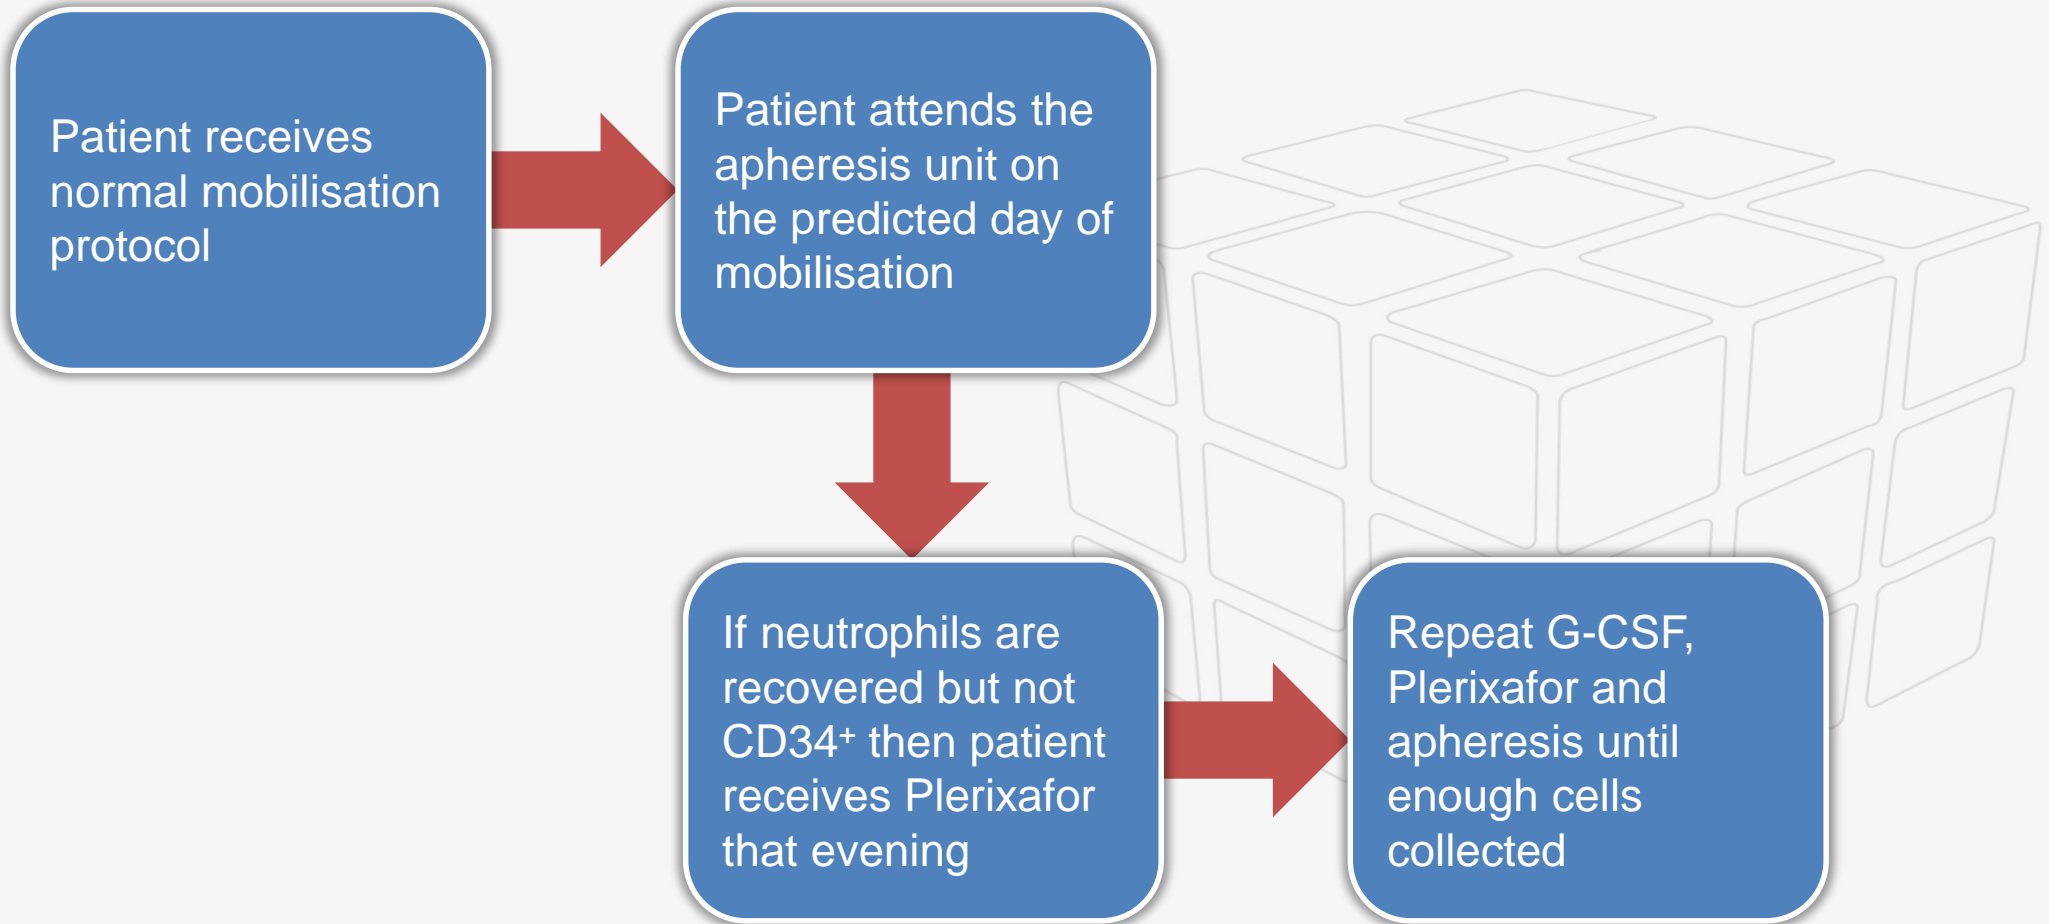 Patient receives
normal mobilisation
protocol
Patient attends the
apheresis unit on
the predicted day of
mobilisation
If neutrophils are
recovered but not
CD34⁺ then patient
receives Plerixafor
that evening
Repeat G-CSF,
Plerixafor and
apheresis until
enough cells
collected